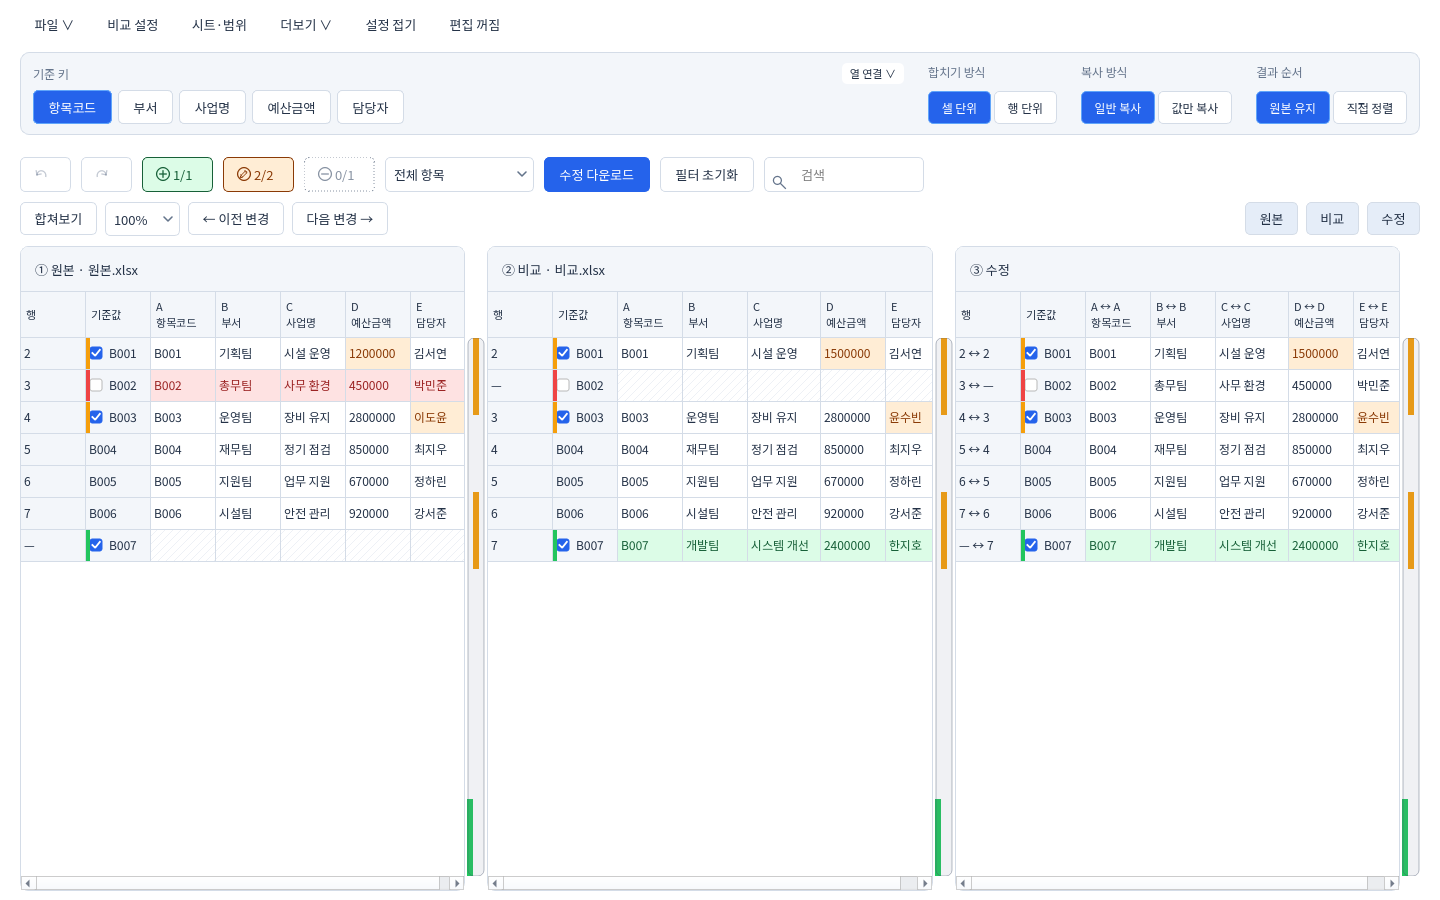 파일 ∨ 비교 설정 시트·범위 더보기 ∨ 설정 접기 편집 꺼짐
기준 키 열 연결 ∨ 합치기 방식 복사 방식 결과 순서
항목코드 부서 사업명 예산금액 담당자 셀 단위 행 단위 일반 복사 값만 복사 원본 유지 직접 정렬
1/1 2/2 0/1 전체 항목 수정 다운로드 필터 초기화 검색
합쳐보기 100% ← 이전 변경 다음 변경 → 원본 비교 수정
① 원본 · 원본.xlsx
행 기준값 A 항목코드 B 부서 C 사업명 D 예산금액 E 담당자
2 B001 B001 기획팀 시설 운영 1200000 김서연
3 B002 B002 총무팀 사무 환경 450000 박민준
4 B003 B003 운영팀 장비 유지 2800000 이도윤
5 B004 B004 재무팀 정기 점검 850000 최지우
6 B005 B005 지원팀 업무 지원 670000 정하린
7 B006 B006 시설팀 안전 관리 920000 강서준
— B007
② 비교 · 비교.xlsx
행 기준값 A 항목코드 B 부서 C 사업명 D 예산금액 E 담당자
2 B001 B001 기획팀 시설 운영 1500000 김서연
— B002
3 B003 B003 운영팀 장비 유지 2800000 윤수빈
4 B004 B004 재무팀 정기 점검 850000 최지우
5 B005 B005 지원팀 업무 지원 670000 정하린
6 B006 B006 시설팀 안전 관리 920000 강서준
7 B007 B007 개발팀 시스템 개선 2400000 한지호
③ 수정
행 기준값 A ↔ A 항목코드 B ↔ B 부서 C ↔ C 사업명 D ↔ D 예산금액 E ↔ E 담당자
2 ↔ 2 B001 B001 기획팀 시설 운영 1500000 김서연
3 ↔ — B002 B002 총무팀 사무 환경 450000 박민준
4 ↔ 3 B003 B003 운영팀 장비 유지 2800000 윤수빈
5 ↔ 4 B004 B004 재무팀 정기 점검 850000 최지우
6 ↔ 5 B005 B005 지원팀 업무 지원 670000 정하린
7 ↔ 6 B006 B006 시설팀 안전 관리 920000 강서준
— ↔ 7 B007 B007 개발팀 시스템 개선 2400000 한지호